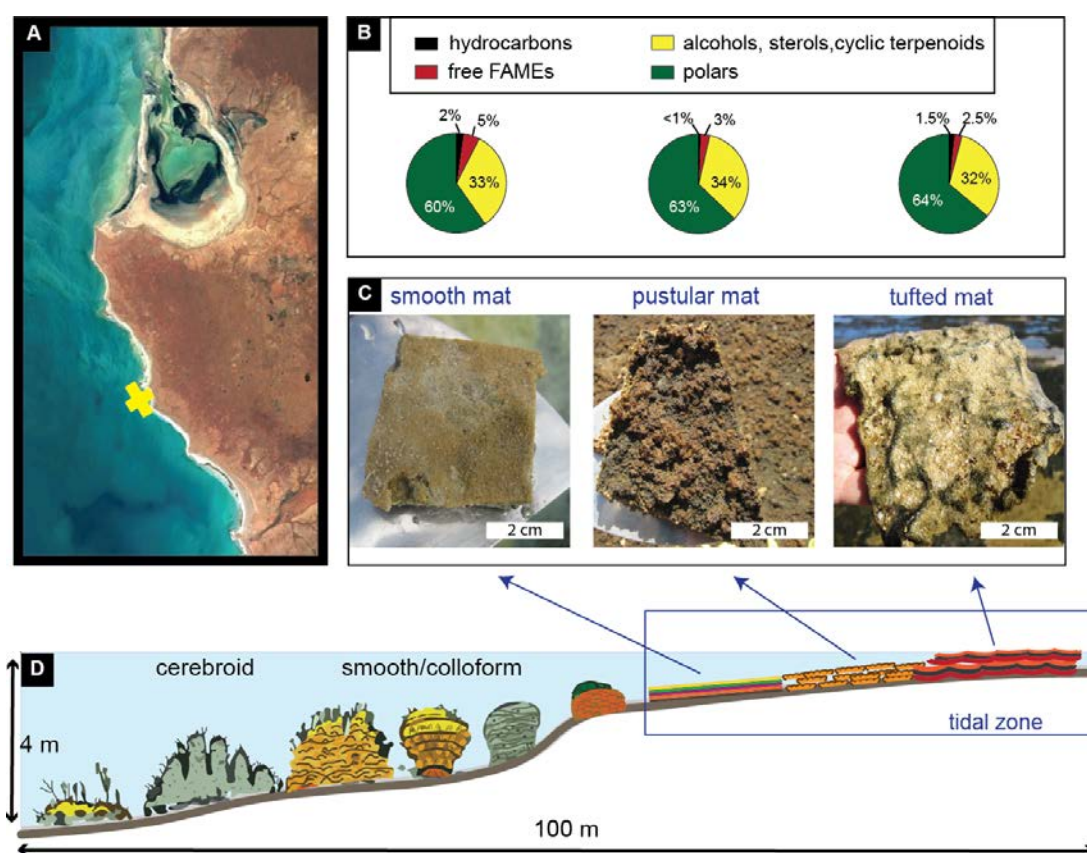 A
B
hydrocarbons
alcohols, sterols,cyclic terpenoids
free FAMEs
polars
2%
5%
33%
60%
<1%
3%
34%
63%
1.5%
2.5%
32%
64%
C
smooth mat
pustular mat
tufted mat
2 cm
2 cm
2 cm
D
cerebroid
smooth/colloform
tidal zone
4 m
100 m